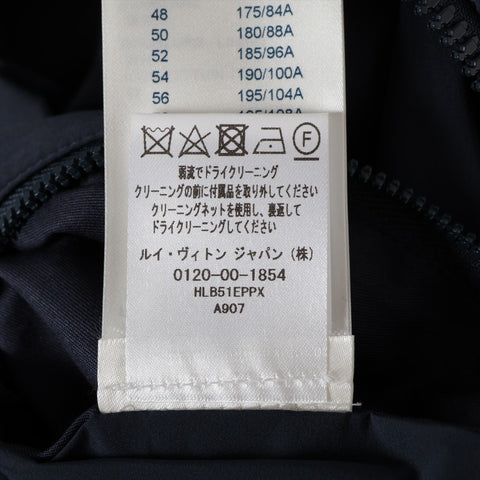 48 175/84A
50 180/88A
52 185/96A
54 190/100A
56 195/104A
F
弱流でドライクリーニング
クリーニングの前に付属品を取り外してください
クリーニングネットを使用し、裏返して
ドライクリーニングしてください
ルイ・ヴィトン ジャパン (株)
0120-00-1854
HLB51EPPX
A907